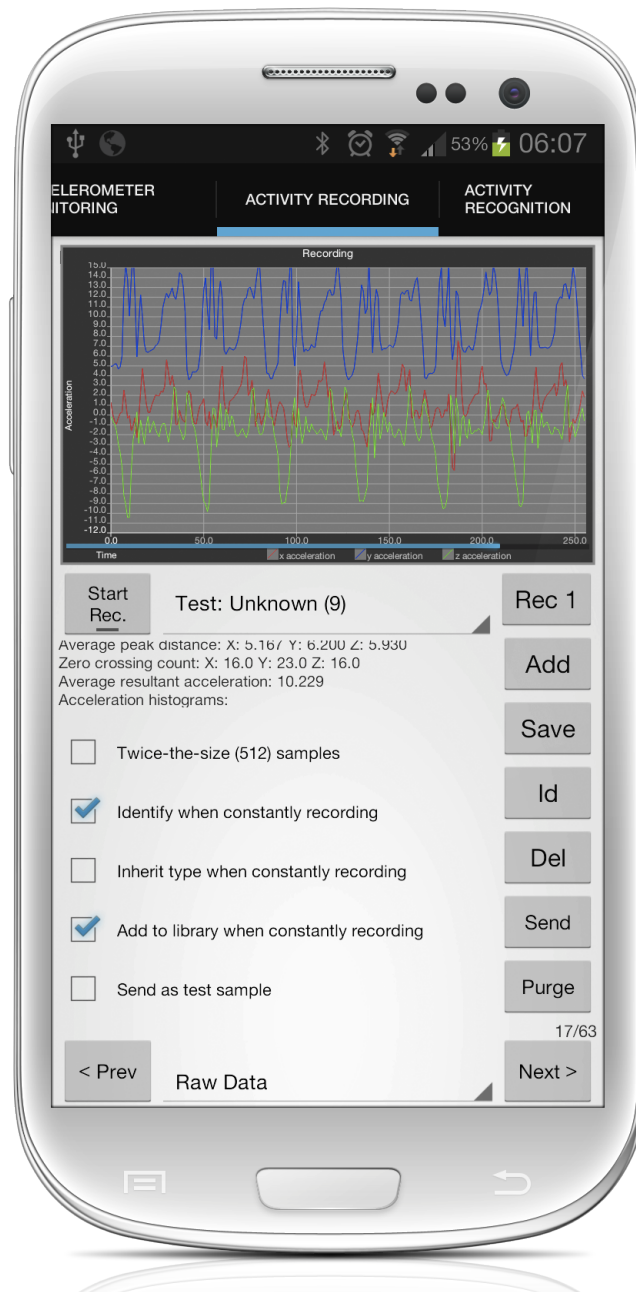 53% 06:07
ELEROMETER
ITORING
ACTIVITY RECORDING
ACTIVITY
RECOGNITION
Recording
15.0
14.0
13.0
12.0
11.0
10.0
9.0
8.0
7.0
6.0
5.0
4.0
3.0
2.0
1.0
0.0
-1.0
-2.0
-3.0
-4.0
-5.0
-6.0
-7.0
-8.0
-9.0
-10.0
-11.0
-12.0
Acceleration
0.0 50.0 100.0 150.0 200.0 250.0
Time
x acceleration y acceleration z acceleration
Start
Rec.
Test: Unknown (9)
Rec 1
Average peak distance: X: 5.167 Y: 6.200 Z: 5.930
Zero crossing count: X: 16.0 Y: 23.0 Z: 16.0
Average resultant acceleration: 10.229
Acceleration histograms:
Add
Save
Twice-the-size (512) samples
Id
Identify when constantly recording
Del
Inherit type when constantly recording
Send
Add to library when constantly recording
Purge
Send as test sample
17/63
< Prev
Raw Data
Next >